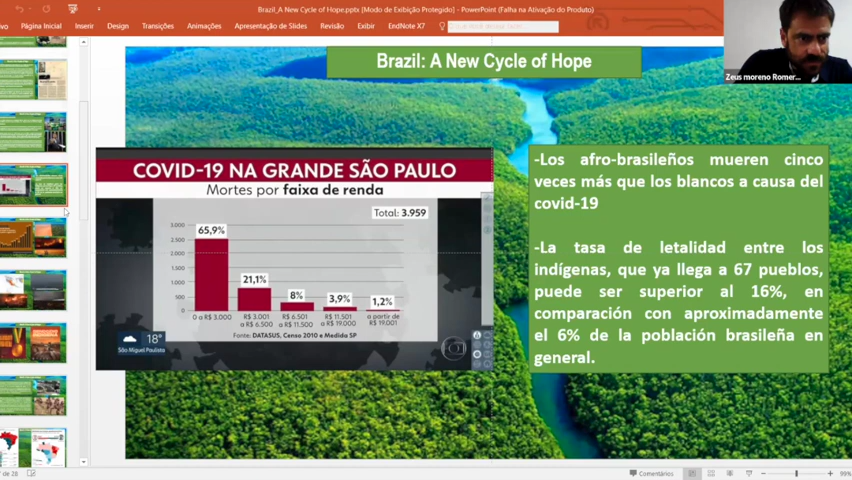 Brazil_A New Cycle of Hope.pptx [Modo de Exibição Protegido] - PowerPoint (Falha na Ativação do Produto)
ivo Página Inicial Inserir Design Transições Animações Apresentação de Slides Revisão Exibir EndNote X7
Zeus moreno Romer...
Brazil: A New Cycle of Hope
COVID-19 NA GRANDE SÃO PAULO
Mortes por faixa de renda
Total: 3.959
3.000
2.500
2.000
1.500
1.000
500
0
65,9%
21,1%
8%
3,9%
1,2%
0 a R$ 3.000
R$ 3.001
a R$ 6.500
R$ 6.501
a R$ 11.500
R$ 11.501
a R$ 19.000
a partir de
R$ 19.001
Fonte: DATASUS, Censo 2010 e Medida SP
18°
São Miguel Paulista
-Los afro-brasileños mueren cinco
veces más que los blancos a causa del
covid-19
-La tasa de letalidad entre los
indígenas, que ya llega a 67 pueblos,
puede ser superior al 16%, en
comparación con aproximadamente
el 6% de la población brasileña en
general.
de 28
Comentários
99%